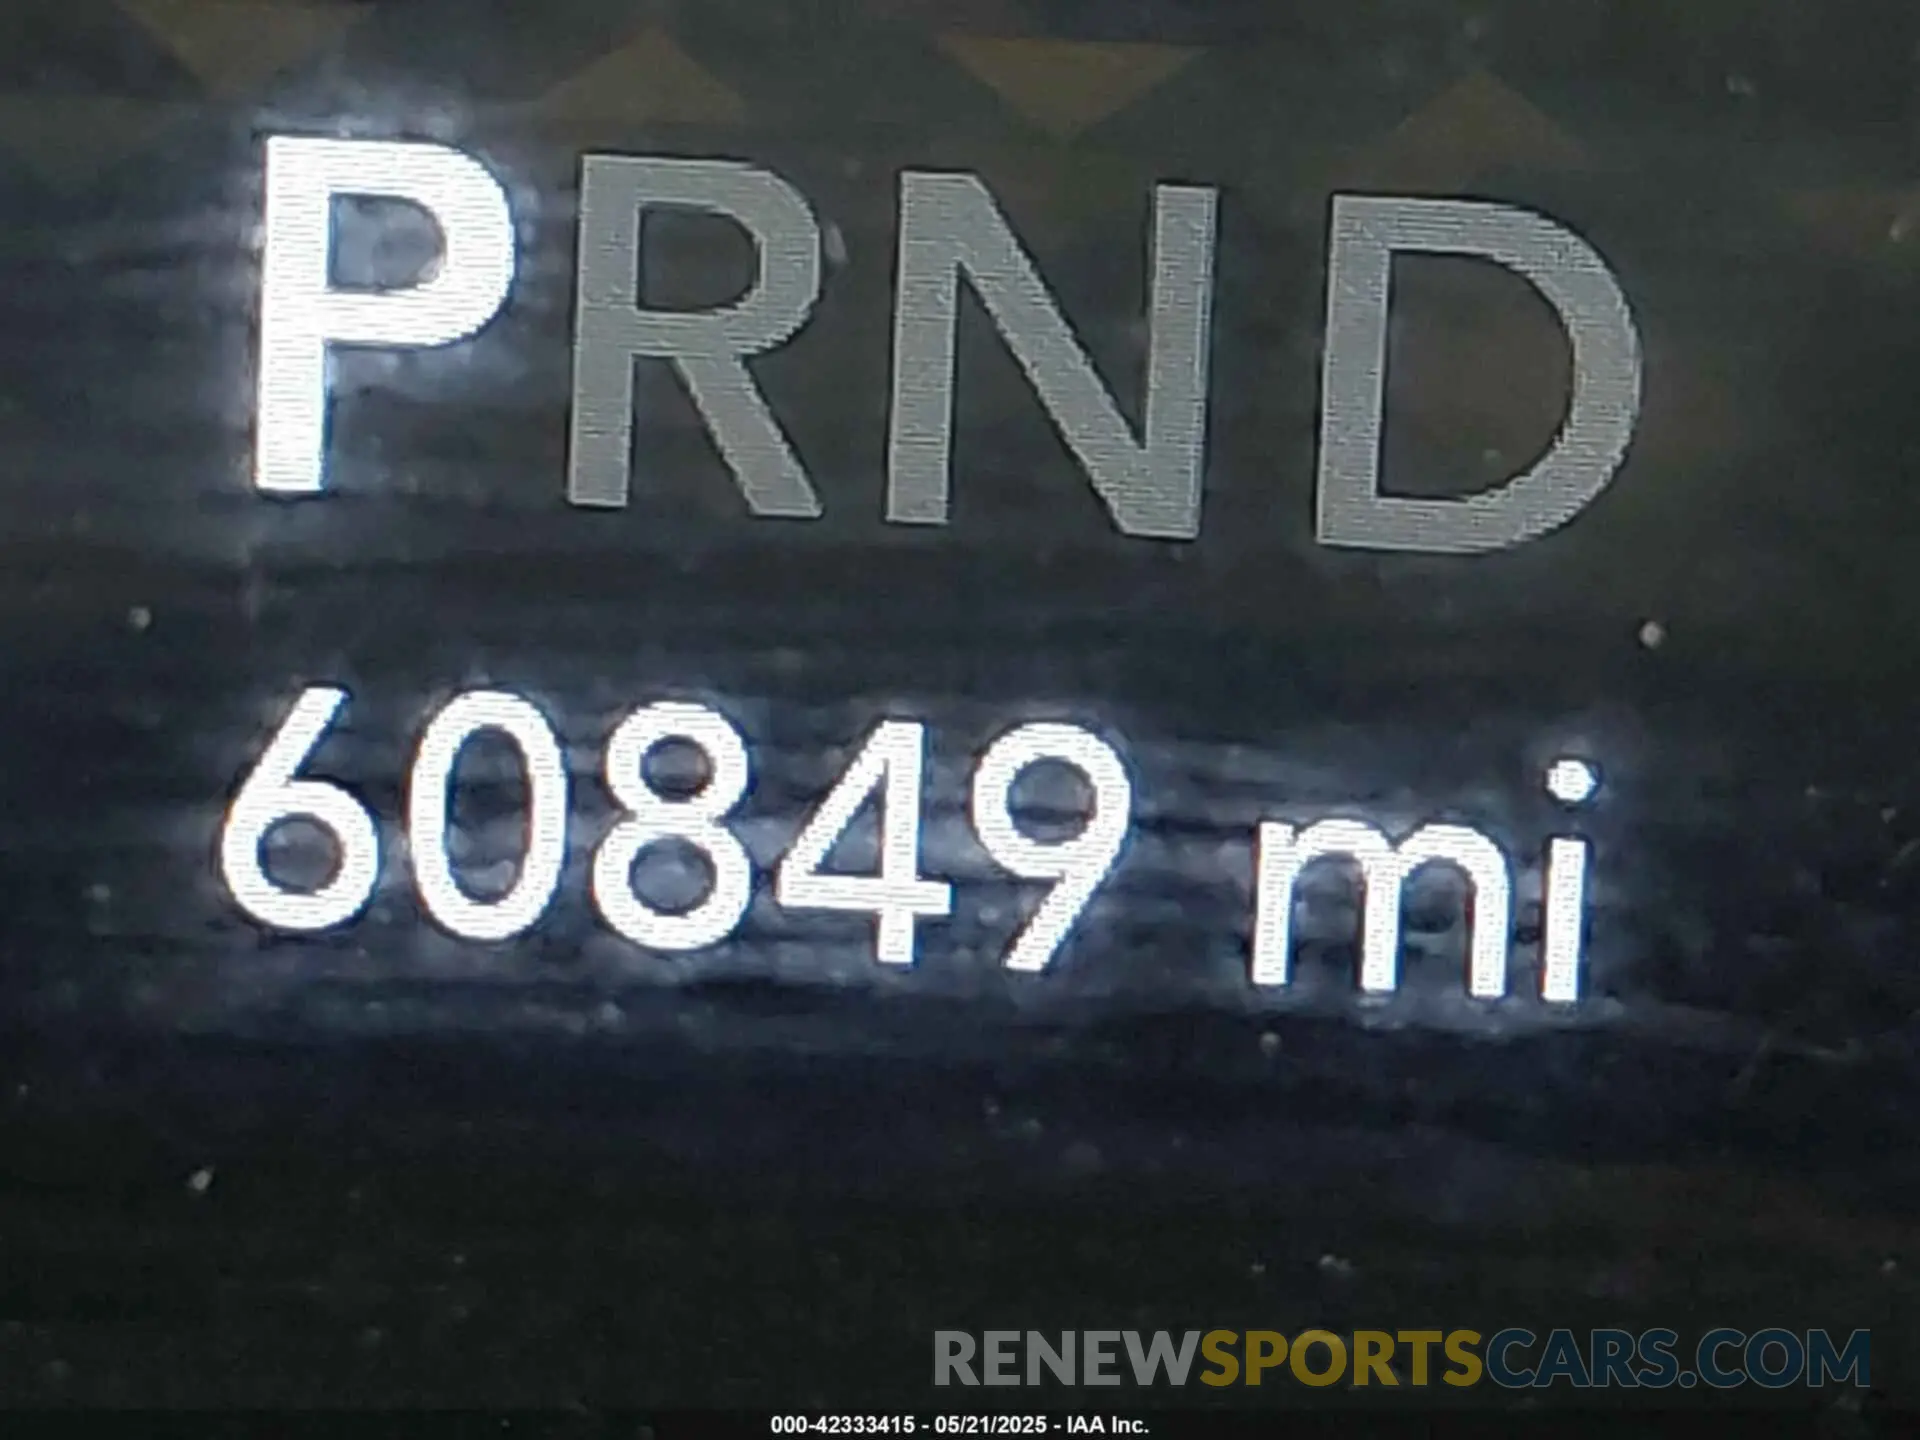 PRND
60849 mi
RENEWSPORTSCARS.COM
000-42333415 - 05/21/2025 - IAA Inc.